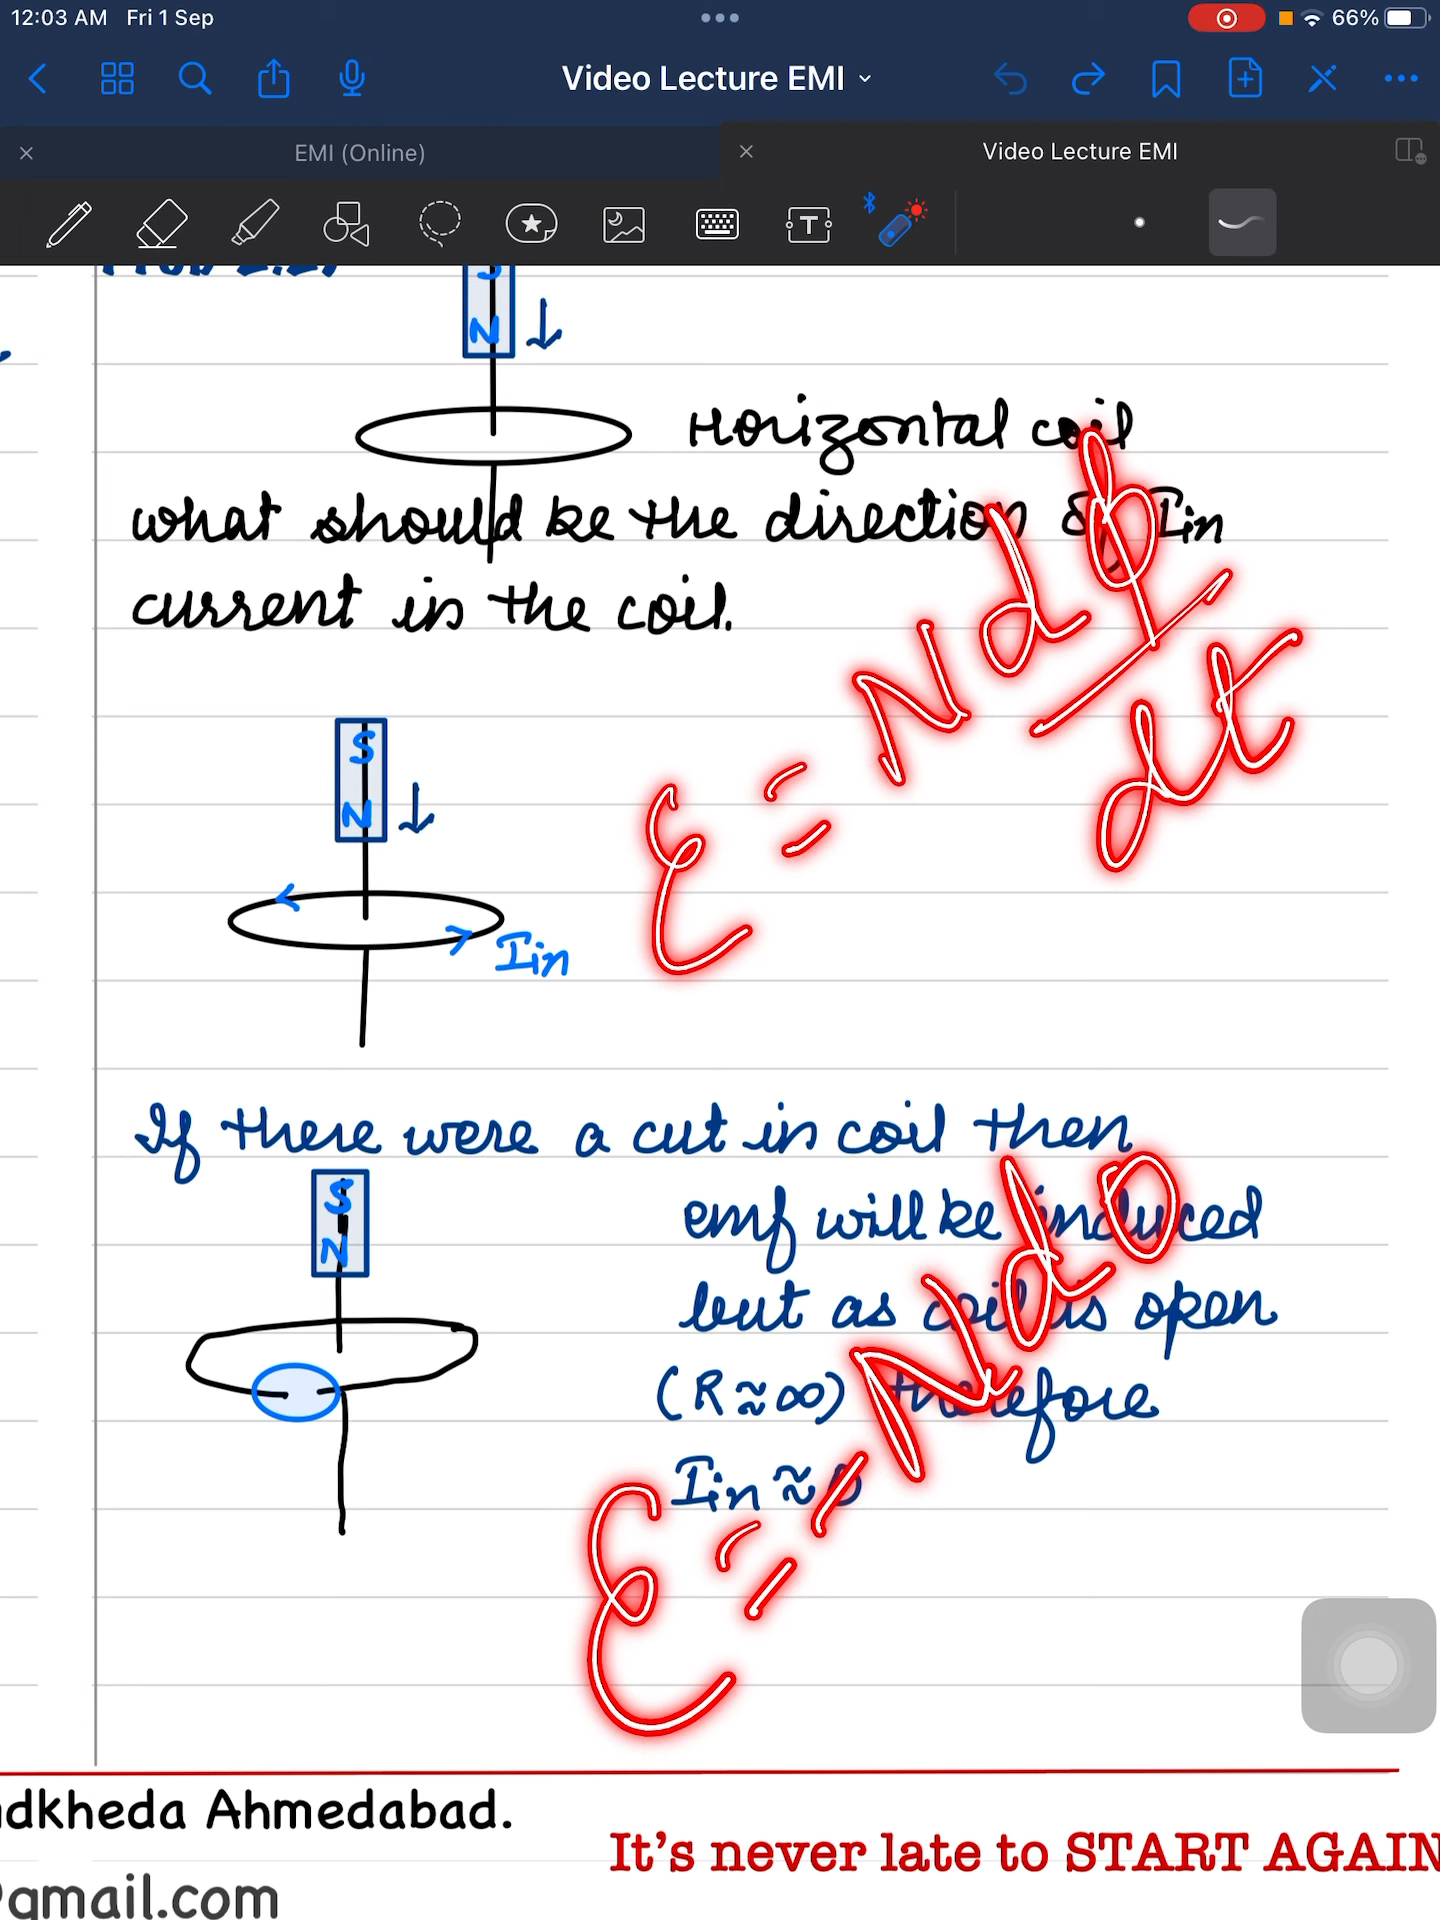 12:03 AM Fri 1 Sep
66%
Video Lecture EMI
EMI (Online)
Video Lecture EMI
T
S
N
Horizontal coil
what should be the direction of Iin
current in the coil.
ε = N dϕ
dt
S
N
Iin
If there were a cut in coil then
S
N
emf will be induced
but as coil is open
(R ≈ ∞) therefore
Iin ≈ 0
ε = - N d
dkheda Ahmedabad.
It's never late to START AGAIN
@gmail.com